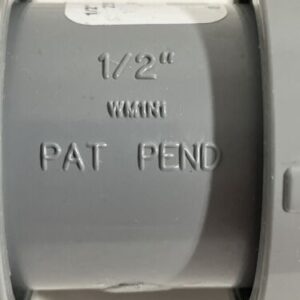 1/2"
WM1N1
PAT PEND